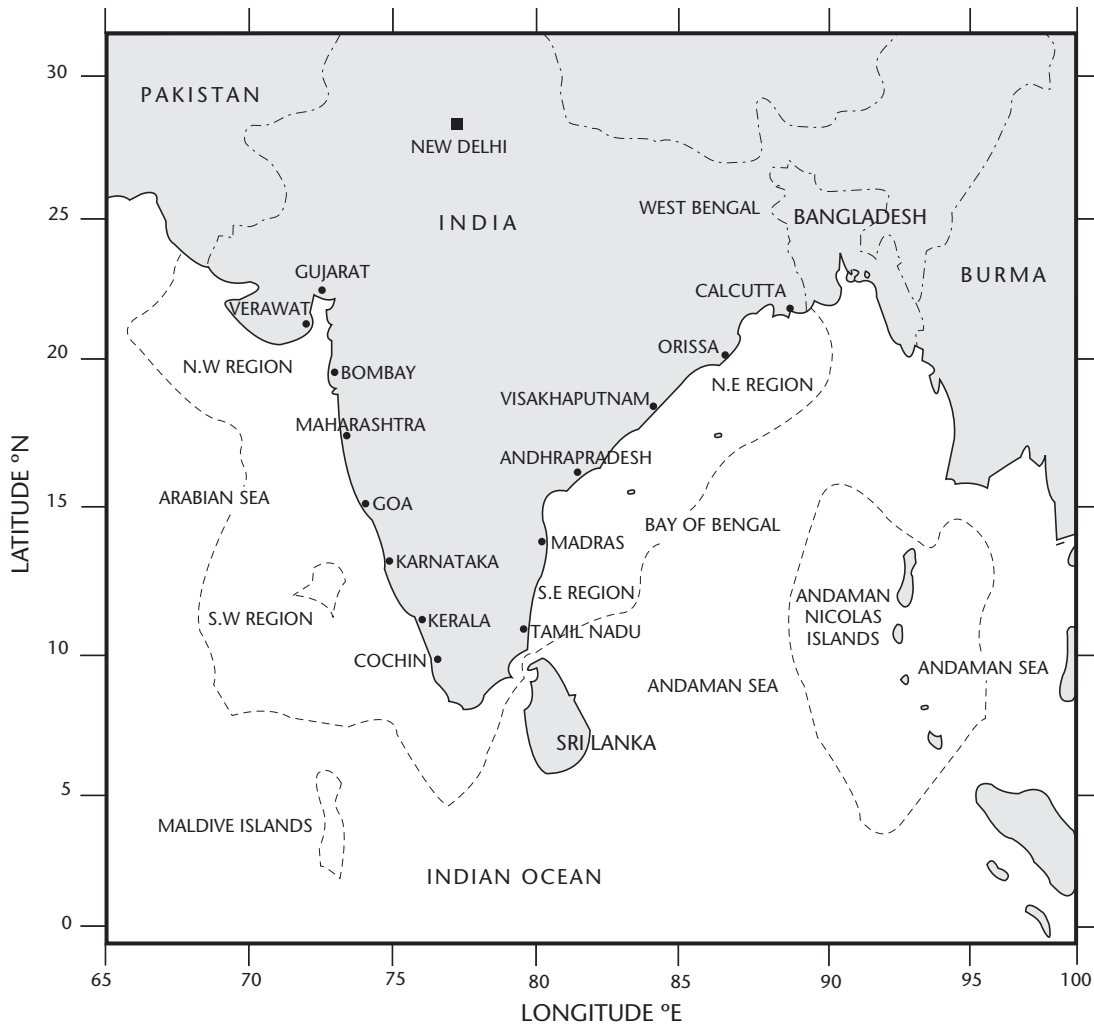 30
PAKISTAN
NEW DELHI
25
INDIA
WEST BENGAL
BANGLADESH
GUJARAT
BURMA
CALCUTTA
VERAWAT
20
N.W REGION
ORISSA
BOMBAY
N.E REGION
VISAKHAPUTNAM
MAHARASHTRA
ANDHRAPRADESH
LATITUDE ºN
15
ARABIAN SEA
GOA
BAY OF BENGAL
MADRAS
KARNATAKA
S.E REGION
ANDAMAN
NICOLAS
ISLANDS
S.W REGION
KERALA
TAMIL NADU
10
COCHIN
ANDAMAN SEA
ANDAMAN SEA
SRI LANKA
5
MALDIVE ISLANDS
INDIAN OCEAN
0
65 70 75 80 85 90 95 100
LONGITUDE ºE